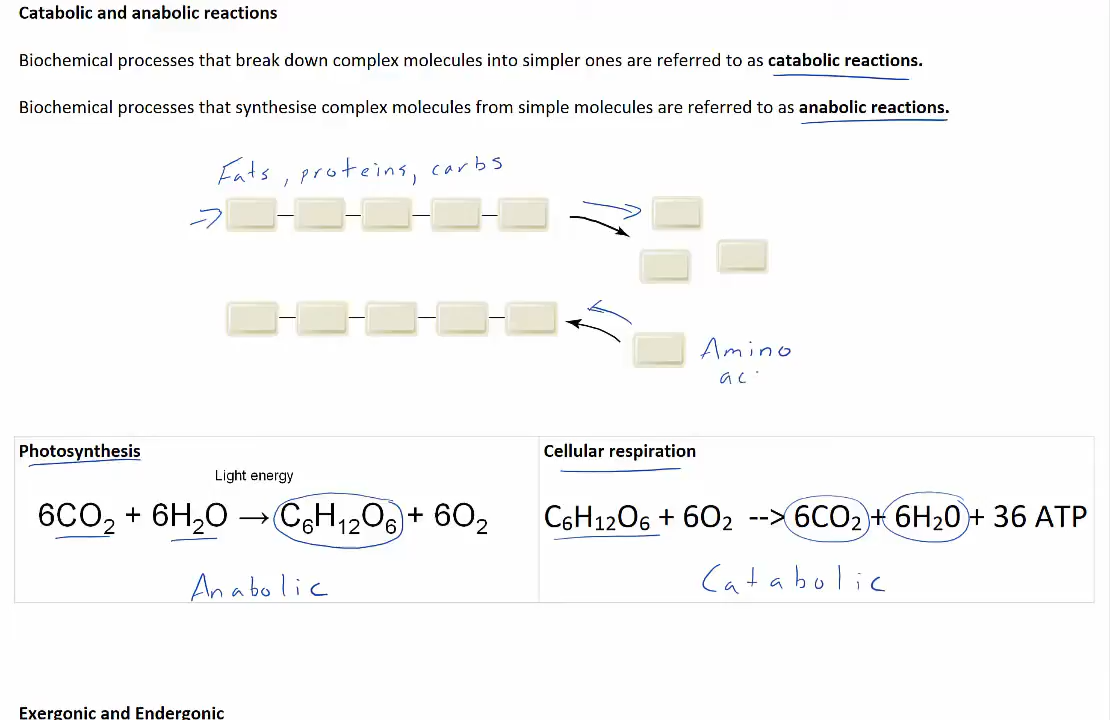 Catabolic and anabolic reactions
Biochemical processes that break down complex molecules into simpler ones are referred to as catabolic reactions.
Biochemical processes that synthesise complex molecules from simple molecules are referred to as anabolic reactions.
Fats, proteins, carbs
Amino
ac
Photosynthesis
Light energy
6CO₂ + 6H₂O → C₆H₁₂O₆ + 6O₂
Anabolic
Cellular respiration
C₆H₁₂O₆ + 6O₂ --> 6CO₂ + 6H₂0 + 36 ATP
Catabolic
Exergonic and Endergonic